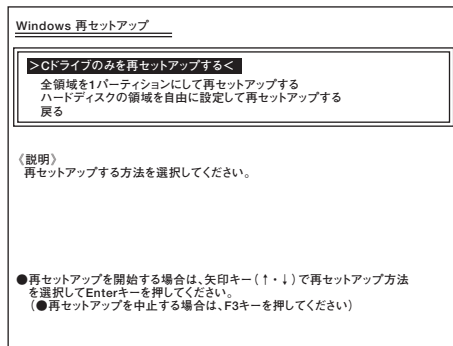 Windows 再セットアップ
>Cドライブのみを再セットアップする<
全領域を1パーティションにして再セットアップする
ハードディスクの領域を自由に設定して再セットアップする
戻る
《説明》
再セットアップする方法を選択してください。
●再セットアップを開始する場合は、矢印キー(↑・↓)で再セットアップ方法
を選択してEnterキーを押してください。
(●再セットアップを中止する場合は、F3キーを押してください)